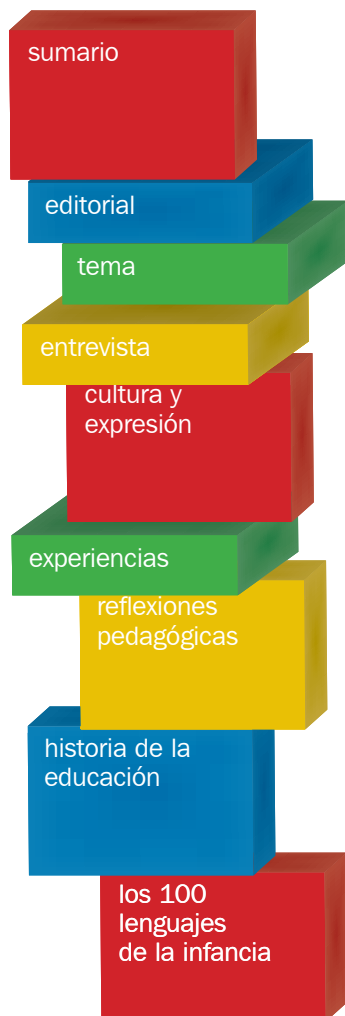 sumario
editorial
tema
entrevista
cultura y
expresión
experiencias
reflexiones
pedagógicas
historia de la
educación
los 100
lenguajes
de la infancia